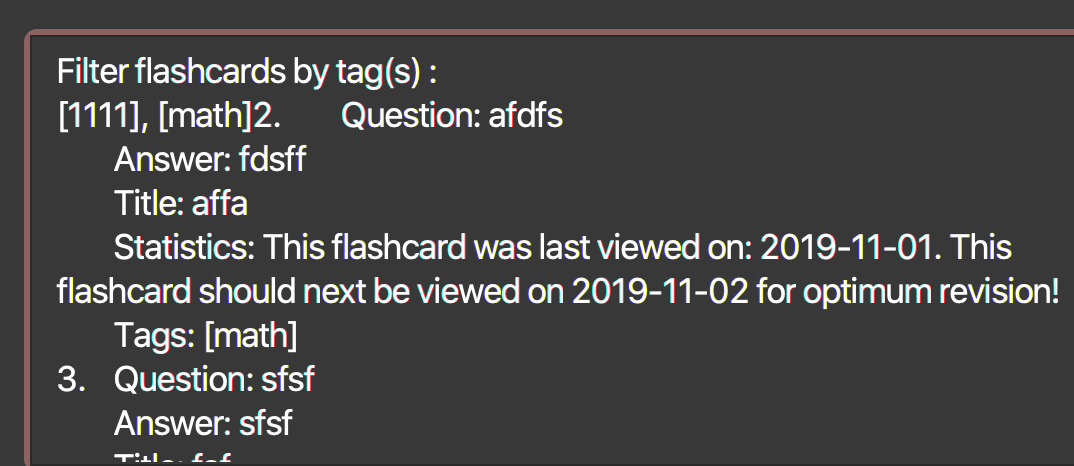 Filter flashcards by tag(s) :
[1111], [math]2. Question: afdfs
Answer: fdsff
Title: affa
Statistics: This flashcard was last viewed on: 2019-11-01. This
flashcard should next be viewed on 2019-11-02 for optimum revision!
Tags: [math]
3. Question: sfsf
Answer: sfsf
Title: fsf